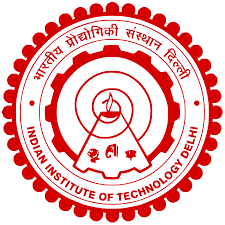 भारतीय प्रौद्योगिकी संस्थान दिल्ली
INDIAN INSTITUTE OF TECHNOLOGY DELHI